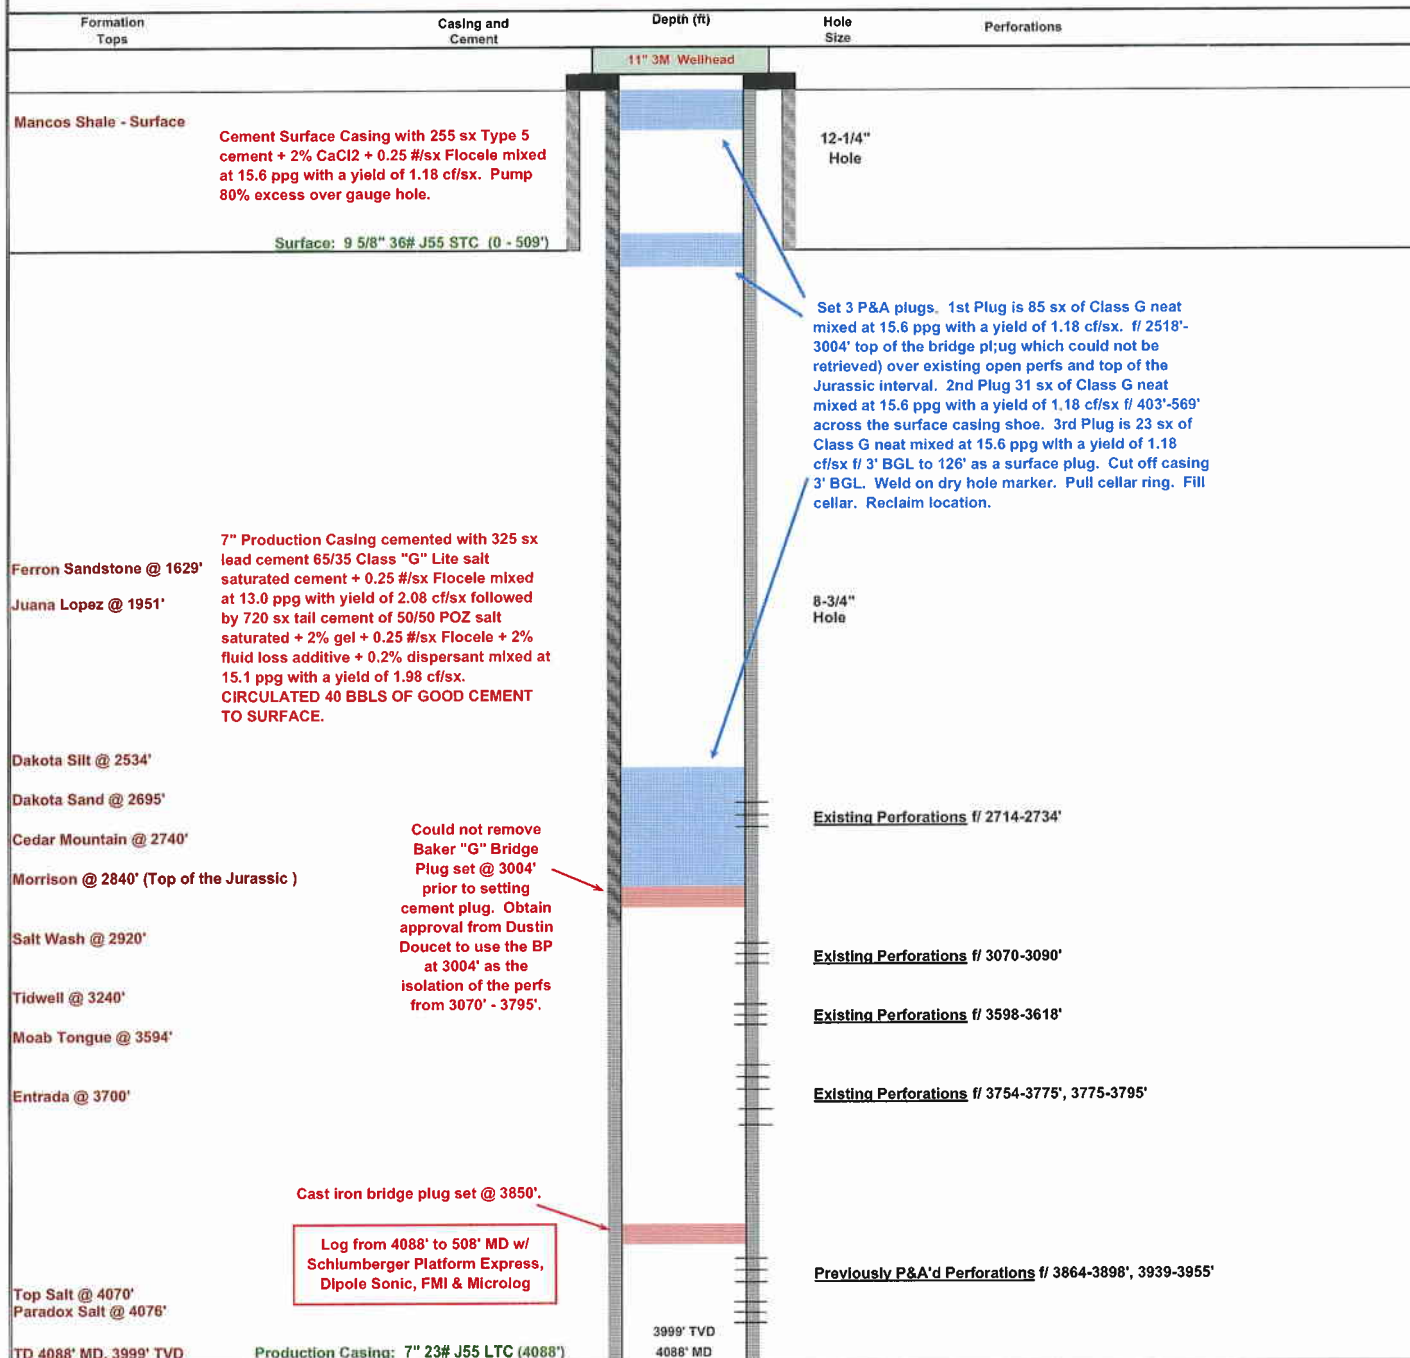 Formation
Tops
Casing and
Cement
Depth (ft)
Hole
Size
Perforations
11" 3M Wellhead
Mancos Shale - Surface
Cement Surface Casing with 255 sx Type 5
cement + 2% CaCl2 + 0.25 #/sx Flocele mixed
at 15.6 ppg with a yield of 1.18 cf/sx. Pump
80% excess over gauge hole.
12-1/4"
Hole
Surface: 9 5/8" 36# J55 STC (0 - 509')
Set 3 P&A plugs. 1st Plug is 85 sx of Class G neat
mixed at 15.6 ppg with a yield of 1.18 cf/sx. f/ 2518'-
3004' top of the bridge pl;ug which could not be
retrieved) over existing open perfs and top of the
Jurassic interval. 2nd Plug 31 sx of Class G neat
mixed at 15.6 ppg with a yield of 1.18 cf/sx f/ 403'-569'
across the surface casing shoe. 3rd Plug is 23 sx of
Class G neat mixed at 15.6 ppg with a yield of 1.18
cf/sx f/ 3' BGL to 126' as a surface plug. Cut off casing
3' BGL. Weld on dry hole marker. Pull cellar ring. Fill
cellar. Reclaim location.
7" Production Casing cemented with 325 sx
lead cement 65/35 Class "G" Lite salt
saturated cement + 0.25 #/sx Flocele mixed
at 13.0 ppg with yield of 2.08 cf/sx followed
by 720 sx tail cement of 50/50 POZ salt
saturated + 2% gel + 0.25 #/sx Flocele + 2%
fluid loss additive + 0.2% dispersant mixed at
15.1 ppg with a yield of 1.98 cf/sx.
CIRCULATED 40 BBLS OF GOOD CEMENT
TO SURFACE.
Ferron Sandstone @ 1629'
Juana Lopez @ 1951'
8-3/4"
Hole
Dakota Silt @ 2534'
Dakota Sand @ 2695'
Cedar Mountain @ 2740'
Morrison @ 2840' (Top of the Jurassic )
Existing Perforations f/ 2714-2734'
Could not remove
Baker "G" Bridge
Plug set @ 3004'
prior to setting
cement plug. Obtain
approval from Dustin
Doucet to use the BP
at 3004' as the
isolation of the perfs
from 3070' - 3795'.
Salt Wash @ 2920'
Existing Perforations f/ 3070-3090'
Tidwell @ 3240'
Existing Perforations f/ 3598-3618'
Moab Tongue @ 3594'
Entrada @ 3700'
Existing Perforations f/ 3754-3775', 3775-3795'
Cast iron bridge plug set @ 3850'.
Log from 4088' to 508' MD w/
Schlumberger Platform Express,
Dipole Sonic, FMI & Microlog
Previously P&A'd Perforations f/ 3864-3898', 3939-3955'
Top Salt @ 4070'
Paradox Salt @ 4076'
3999' TVD
4088' MD
TD 4088' MD, 3999' TVD
Production Casing: 7" 23# J55 LTC (4088')